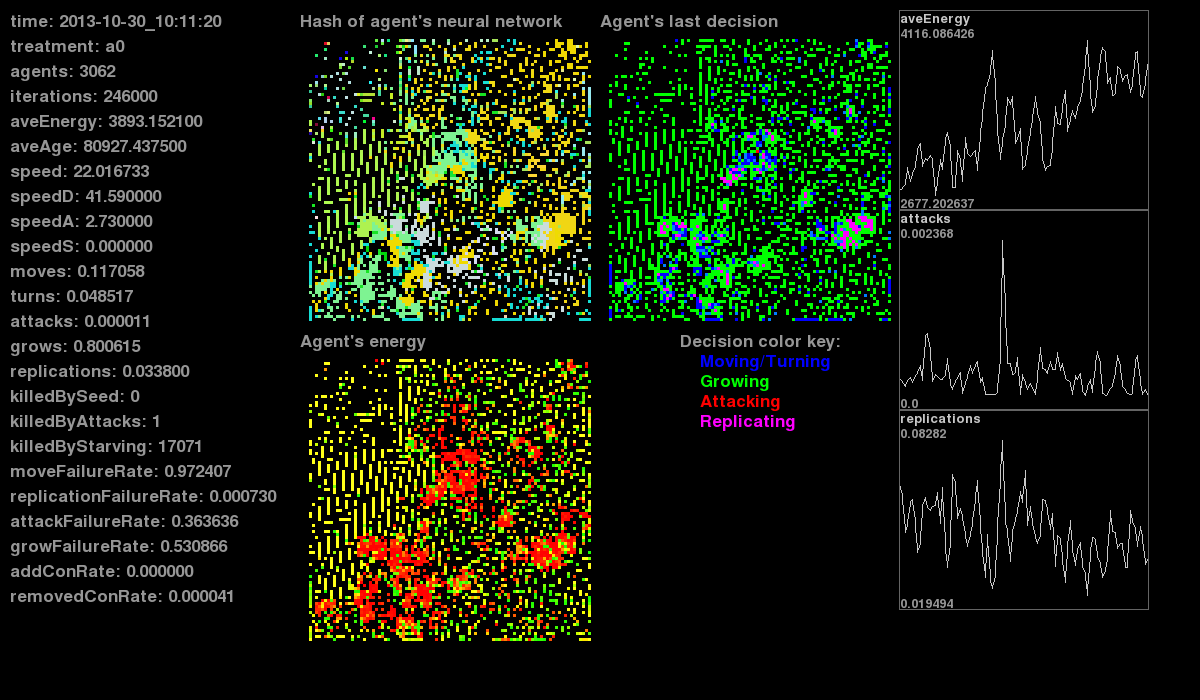 time: 2013-10-30_10:11:20
treatment: a0
agents: 3062
iterations: 246000
aveEnergy: 3893.152100
aveAge: 80927.437500
speed: 22.016733
speedD: 41.590000
speedA: 2.730000
speedS: 0.000000
moves: 0.117058
turns: 0.048517
attacks: 0.000011
grows: 0.800615
replications: 0.033800
killedBySeed: 0
killedByAttacks: 1
killedByStarving: 17071
moveFailureRate: 0.972407
replicationFailureRate: 0.000730
attackFailureRate: 0.363636
growFailureRate: 0.530866
addConRate: 0.000000
removedConRate: 0.000041
Hash of agent's neural network
Agent's last decision
Agent's energy
Decision color key:
Moving/Turning
Growing
Attacking
Replicating
aveEnergy
4116.086426
2677.202637
attacks
0.002368
0.0
replications
0.08282
0.019494